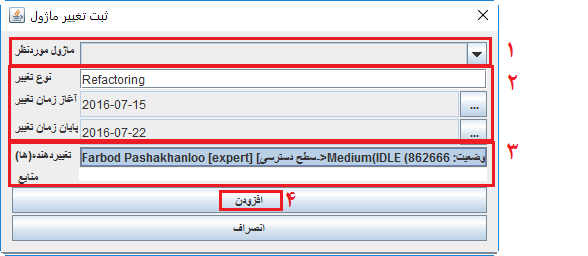 ثبت تغییر ماژول
ماژول موردنظر
۱
نوع تغییر Refactoring
۲
آغاز زمان تغییر 2016-07-15 ...
پایان زمان تغییر 2016-07-22 ...
تغییردهنده(ها) Farbod Pashakhanloo [expert] [سطح دسترسی->Medium(IDLE (862666 :وضعیت
۳
منابع
افزودن ۴
انصراف